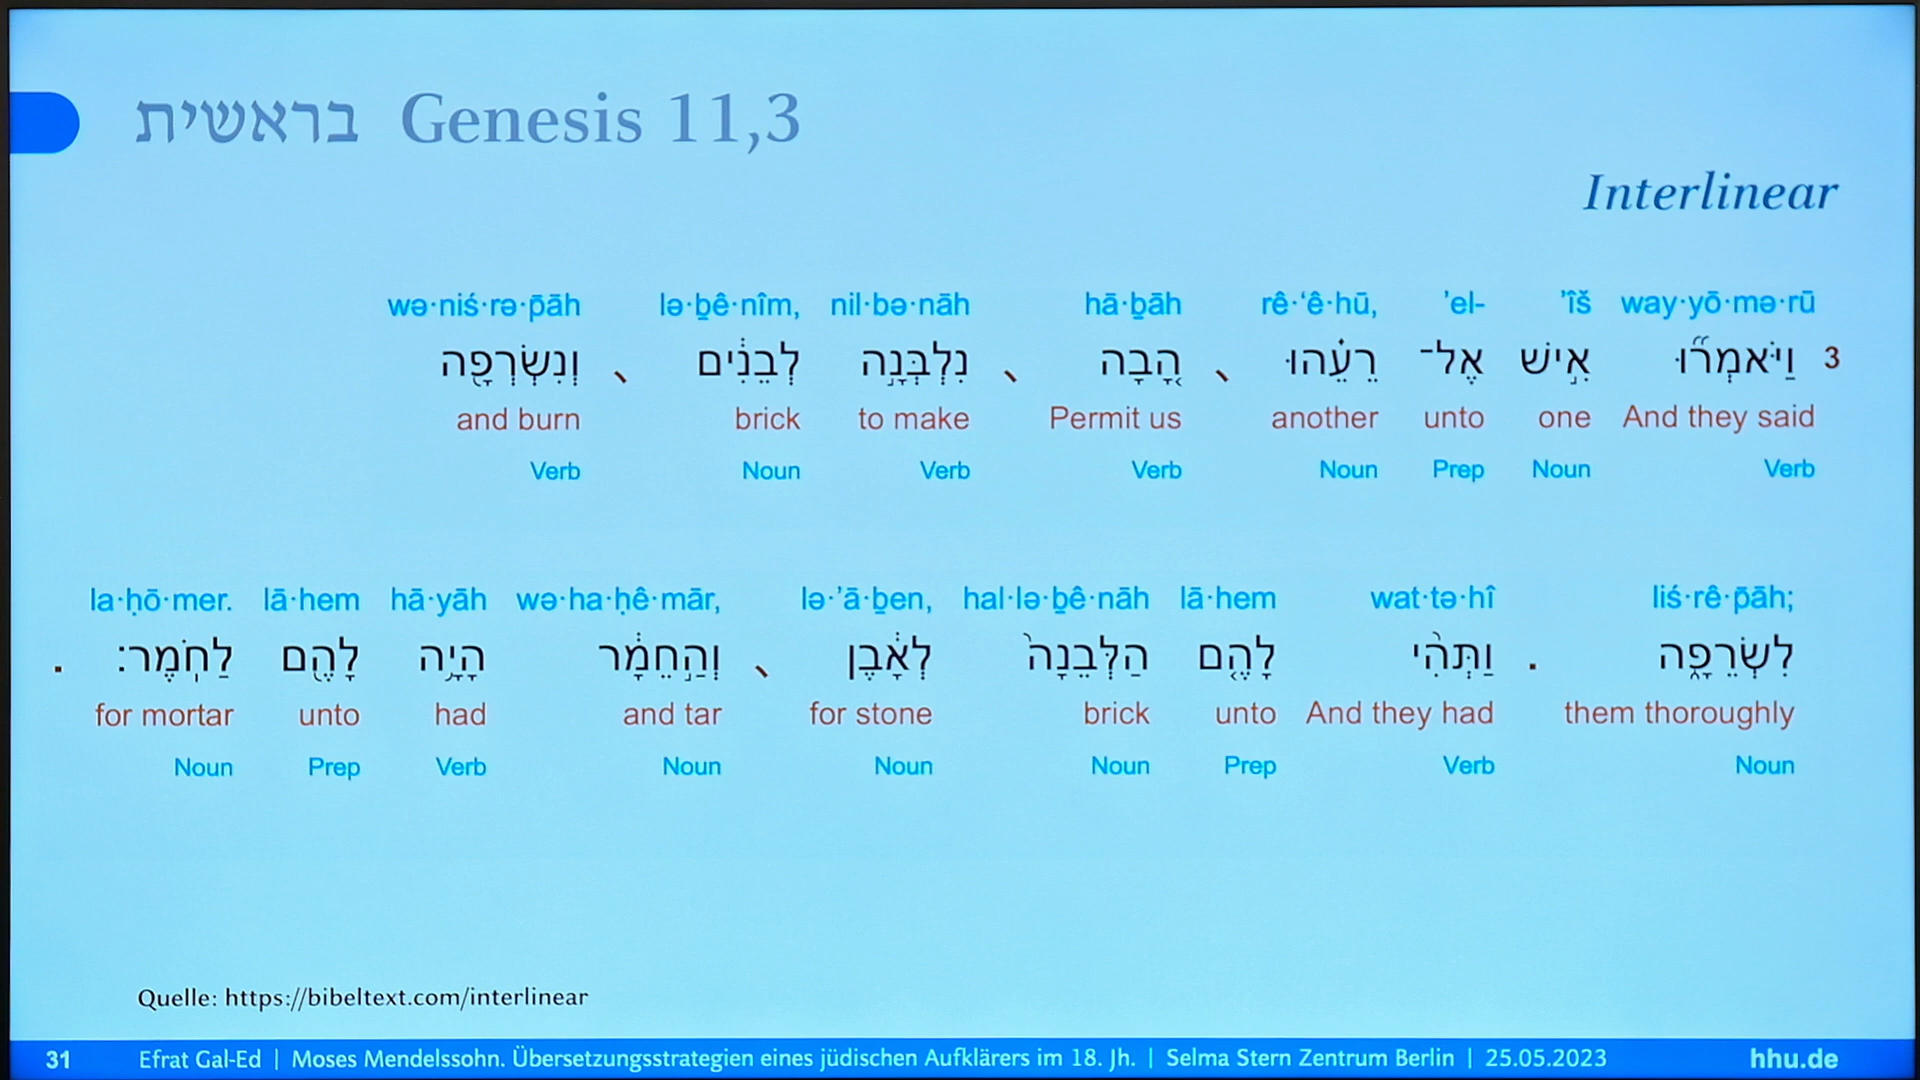 בראשית Genesis 11,3
Interlinear
wə·niś·rə·p̄āh lə·ḇê·nîm, nil·bə·nāh hā·ḇāh rê·‘ê·hū, ’el- ’îš way·yō·mə·rū
3 וַיֹּאמְר֞וּ אִ֣ישׁ אֶל־ רֵעֵ֗הוּ 、 הָ֚בָה 、 נִלְבְּנָ֣ה לְבֵנִ֔ים 、 וְנִשְׂרְפָ֖ה
and burn brick to make Permit us another unto one And they said
Verb Noun Verb Verb Noun Prep Noun Verb
la·ḥō·mer. lā·hem hā·yāh wə·ha·ḥê·mār, lə·’ā·ḇen, hal·lə·ḇê·nāh lā·hem wat·tə·hî liś·rê·p̄āh;
לִשְׂרֵפָ֑ה . וַתְּהִ֨י לָהֶ֤ם הַלְּבֵנָה֙ לְאָ֔בֶן 、 וְהַ֣חֵמָ֔ר הָיָ֥ה לָהֶ֖ם לַחֹֽמֶר׃ .
for mortar unto had and tar for stone brick unto And they had them thoroughly
Noun Prep Verb Noun Noun Noun Prep Verb Noun
Quelle: https://bibeltext.com/interlinear
31 Efrat Gal-Ed | Moses Mendelssohn. Übersetzungsstrategien eines jüdischen Aufklärers im 18. Jh. | Selma Stern Zentrum Berlin | 25.05.2023 hhu.de